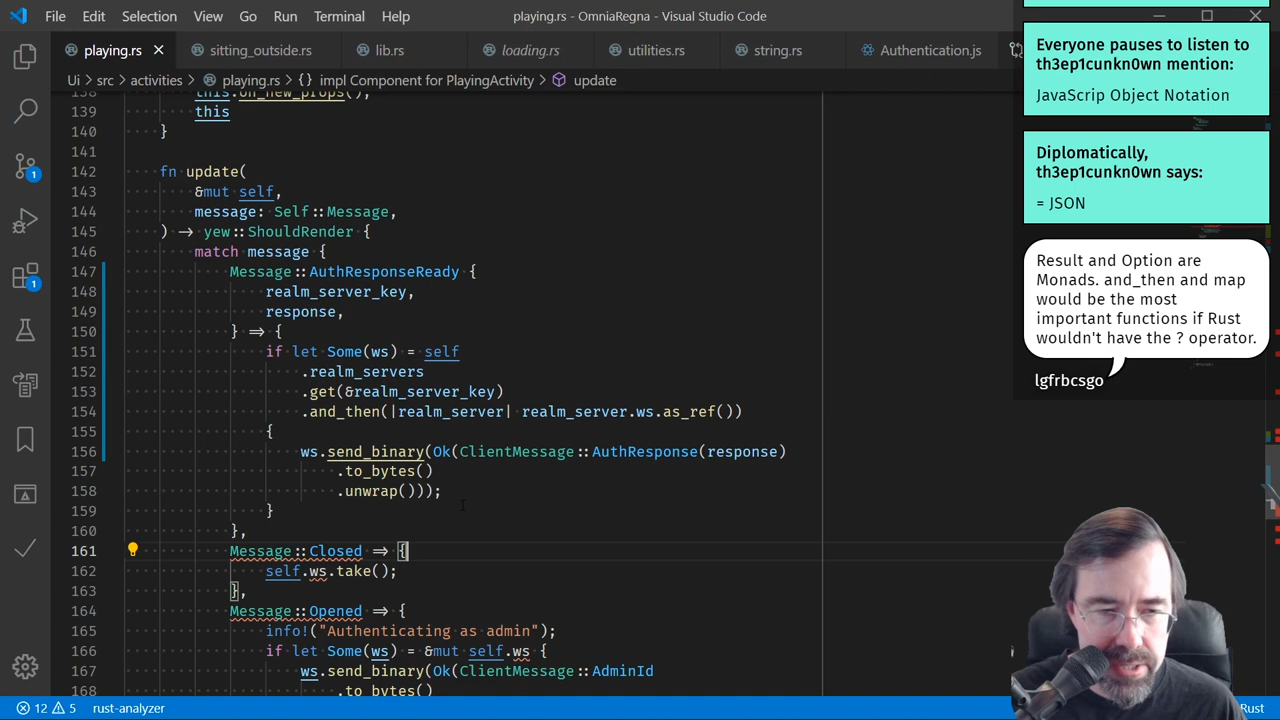 File Edit Selection View Go Run Terminal Help
playing.rs - OmniaRegna - Visual Studio Code
playing.rs
sitting_outside.rs
lib.rs
loading.rs
utilities.rs
string.rs
Authentication.js
Ui > src > activities > playing.rs > {} impl Component for PlayingActivity > update
138 this.on_new_props();
139 this
140 }
141
142 fn update(
143 &mut self,
144 message: Self::Message,
145 ) -> yew::ShouldRender {
146 match message {
147 Message::AuthResponseReady {
148 realm_server_key,
149 response,
150 } => {
151 if let Some(ws) = self
152 .realm_servers
153 .get(&realm_server_key)
154 .and_then(|realm_server| realm_server.ws.as_ref())
155 {
156 ws.send_binary(Ok(ClientMessage::AuthResponse(response)
157 .to_bytes()
158 .unwrap()));
159 }
160 },
161 Message::Closed => {
162 self.ws.take();
163 },
164 Message::Opened => {
165 info!("Authenticating as admin");
166 if let Some(ws) = &mut self.ws {
167 ws.send_binary(Ok(ClientMessage::AdminId
168 .to_bytes()
Everyone pauses to listen to
th3ep1cunkn0wn mention:
JavaScrip Object Notation
Diplomatically,
th3ep1cunkn0wn says:
= JSON
Result and Option are
Monads. and_then and map
would be the most
important functions if Rust
wouldn't have the ? operator.
lgfrbcsgo
1
1
12 5 rust-analyzer
Rust